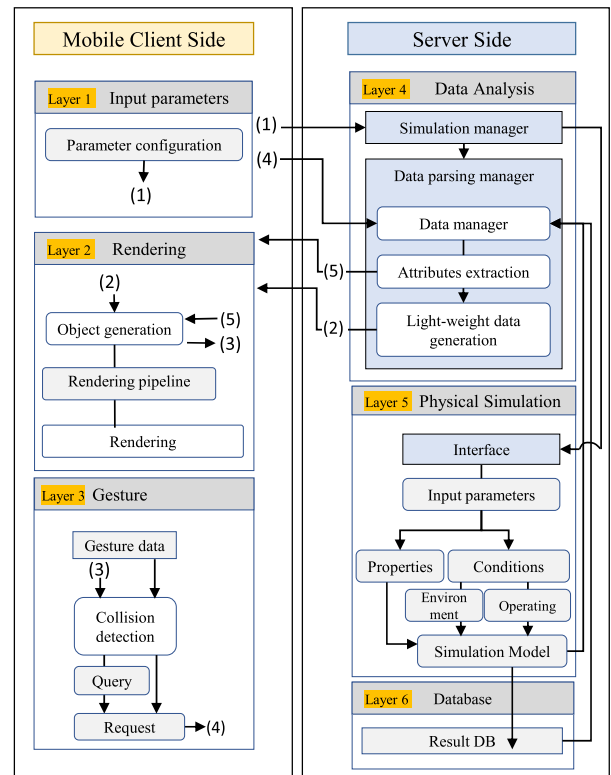 Mobile Client Side
Layer 1 Input parameters
Parameter configuration
(1)
Layer 2 Rendering
(2)
Object generation
(5)
(3)
Rendering pipeline
Rendering
Layer 3 Gesture
Gesture data
(3)
Collision
detection
Query
Request
(4)
(1)
(4)
(5)
(2)
Server Side
Layer 4 Data Analysis
Simulation manager
Data parsing manager
Data manager
Attributes extraction
Light-weight data
generation
Layer 5 Physical Simulation
Interface
Input parameters
Properties
Conditions
Environ
ment
Operating
Simulation Model
Layer 6 Database
Result DB